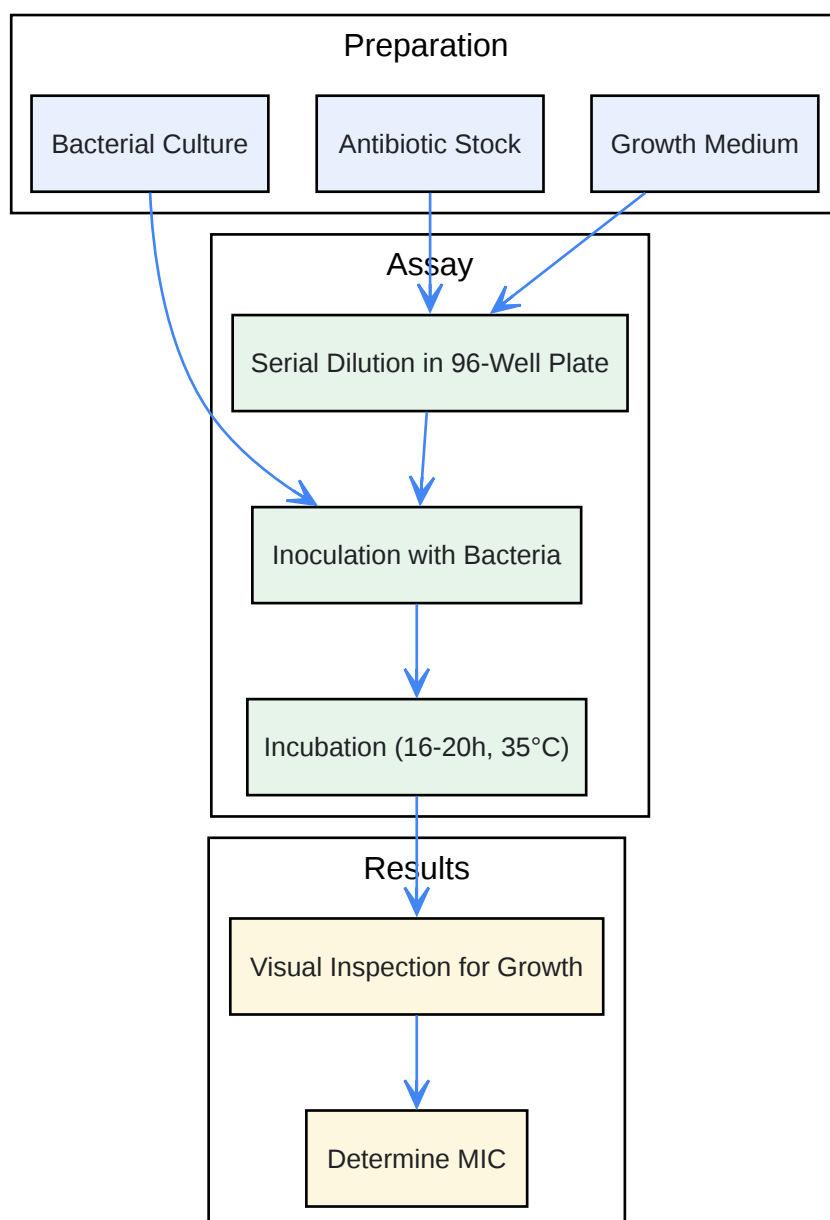 Preparation
Bacterial Culture
Antibiotic Stock
Growth Medium
Assay
Serial Dilution in 96-Well Plate
Inoculation with Bacteria
Incubation (16-20h, 35°C)
Results
Visual Inspection for Growth
Determine MIC